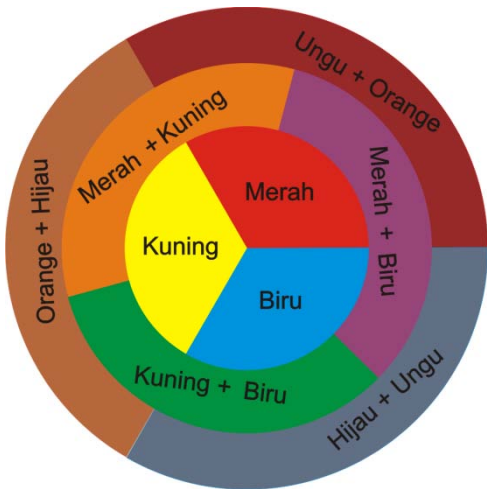 Ungu + Orange
Merah + Kuning
Merah + Biru
Orange + Hijau
Merah
Kuning
Biru
Kuning + Biru
Hijau + Ungu